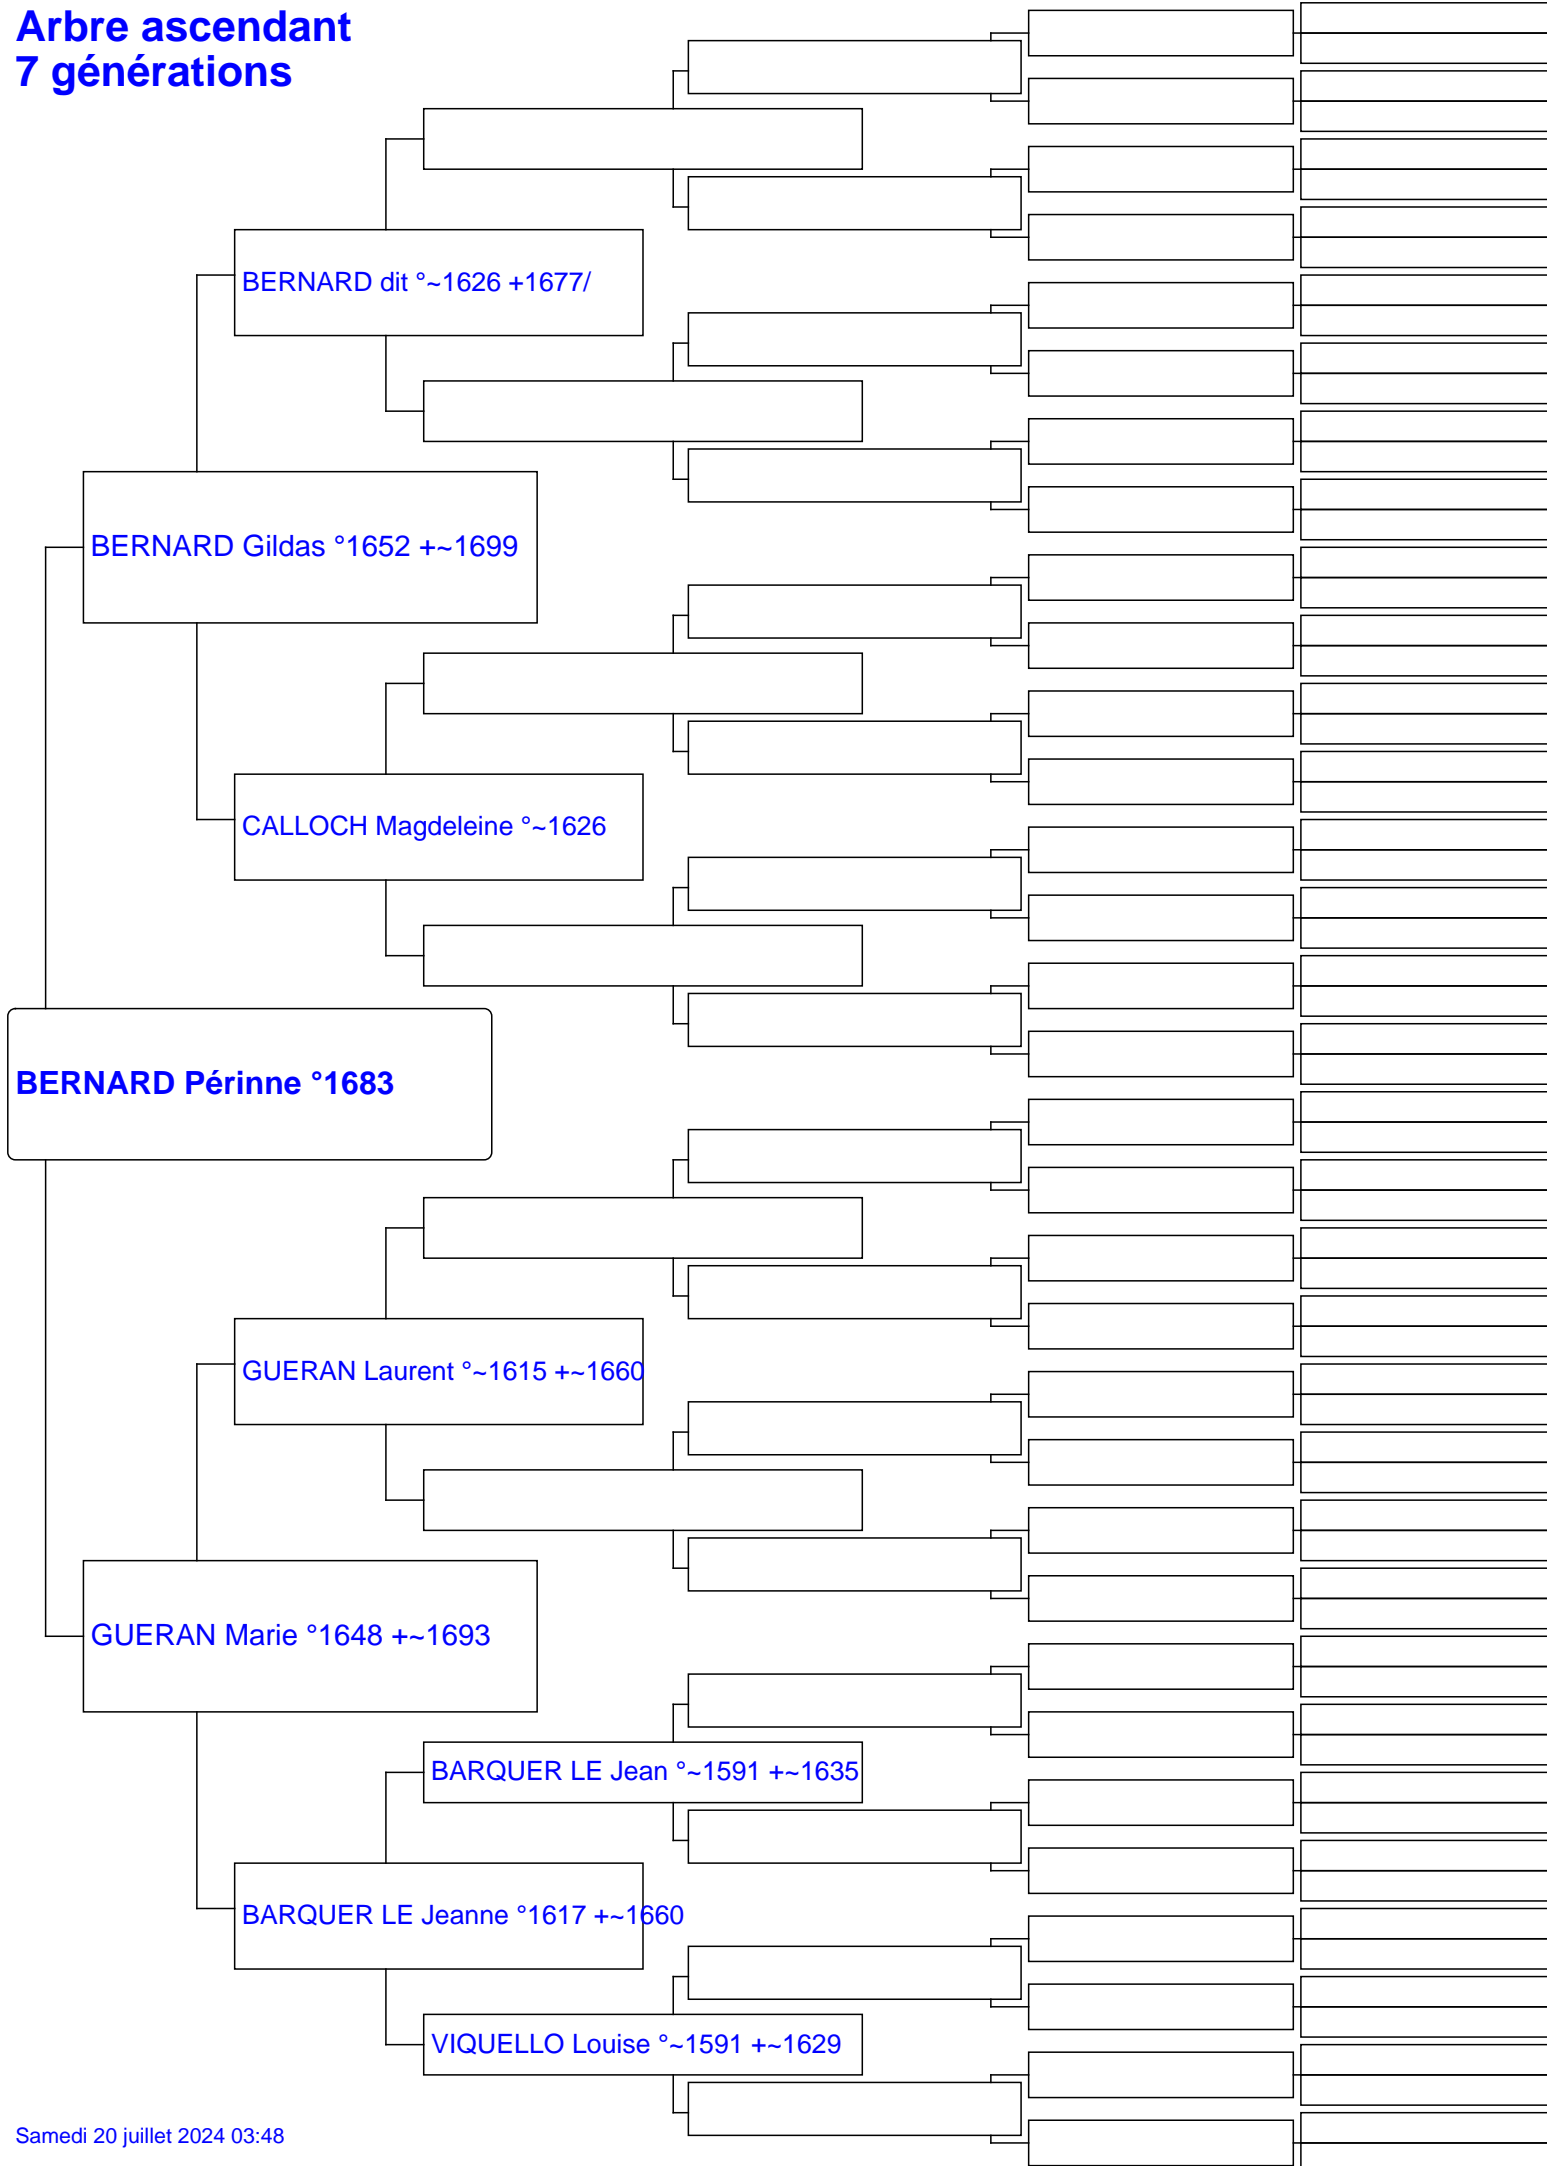 Arbre ascendant
7 générations
BERNARD dit °~1626 +1677/
BERNARD Gildas °1652 +~1699
CALLOCH Magdeleine °~1626
BERNARD Périnne °1683
GUERAN Laurent °~1615 +~1660
GUERAN Marie °1648 +~1693
BARQUER LE Jean °~1591 +~1635
BARQUER LE Jeanne °1617 +~1660
VIQUELLO Louise °~1591 +~1629
Samedi 20 juillet 2024 03:48